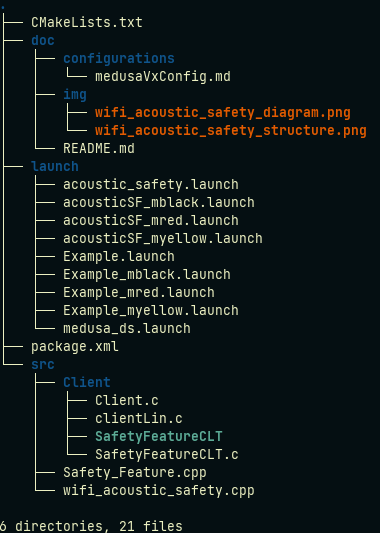 .
├── CMakeLists.txt
├── doc
│   ├── configurations
│   │   └── medusaVxConfig.md
│   ├── img
│   │   ├── wifi_acoustic_safety_diagram.png
│   │   └── wifi_acoustic_safety_structure.png
│   └── README.md
├── launch
│   ├── acoustic_safety.launch
│   ├── acousticSF_mblack.launch
│   ├── acousticSF_mred.launch
│   ├── acousticSF_myellow.launch
│   ├── Example.launch
│   ├── Example_mblack.launch
│   ├── Example_mred.launch
│   ├── Example_myellow.launch
│   └── medusa_ds.launch
├── package.xml
└── src
    ├── Client
    │   ├── Client.c
    │   ├── clientLin.c
    │   ├── SafetyFeatureCLT
    │   └── SafetyFeatureCLT.c
    ├── Safety_Feature.cpp
    └── wifi_acoustic_safety.cpp

6 directories, 21 files